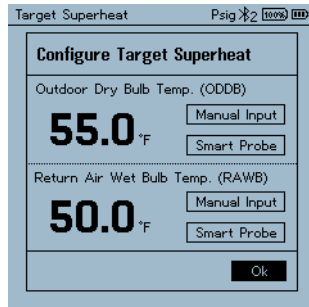 Target Superheat Psig 2 100%
Configure Target Superheat
Outdoor Dry Bulb Temp. (ODDB)
55.0 °F
Manual Input
Smart Probe
Return Air Wet Bulb Temp. (RAWB)
50.0 °F
Manual Input
Smart Probe
Ok